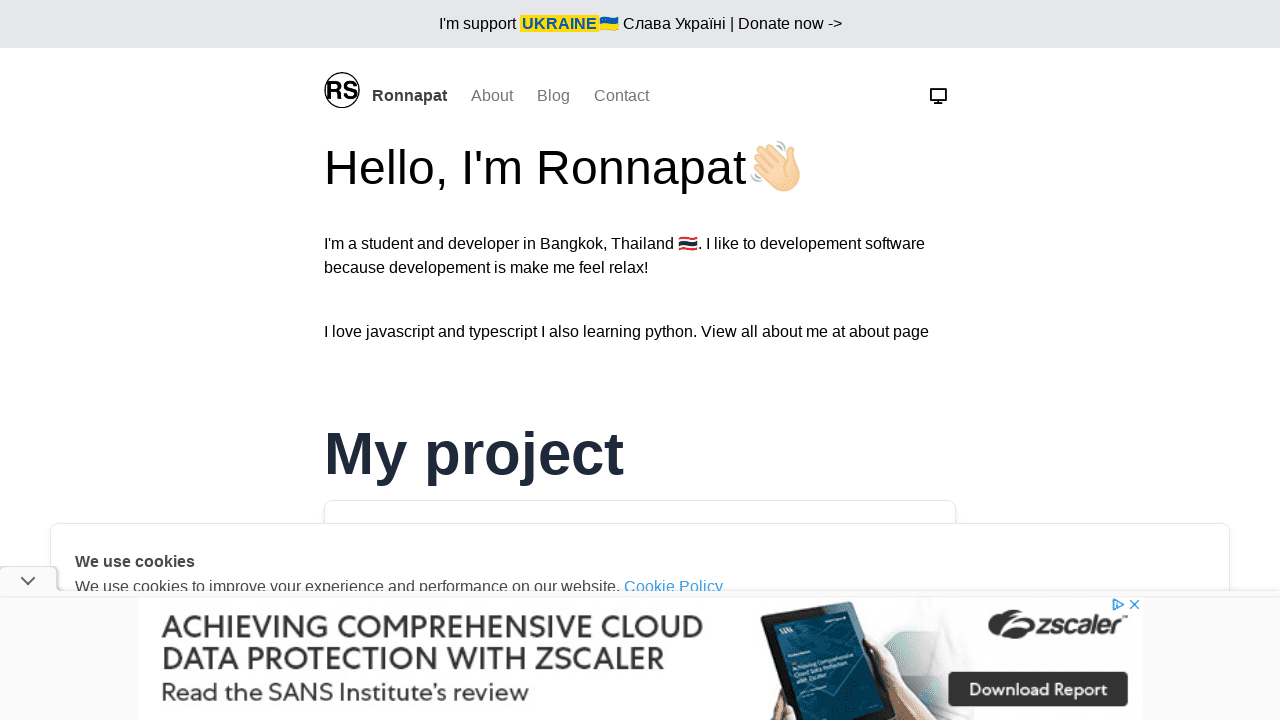 I'm support UKRAINE🇺🇦 Слава Україні | Donate now ->
RS Ronnapat About Blog Contact
Hello, I'm Ronnapat👋🏻
I'm a student and developer in Bangkok, Thailand 🇹🇭. I like to developement software
because developement is make me feel relax!
I love javascript and typescript I also learning python. View all about me at about page
My project
We use cookies
We use cookies to improve your experience and performance on our website. Cookie Policy
ACHIEVING COMPREHENSIVE CLOUD
DATA PROTECTION WITH ZSCALER
Read the SANS Institute's review
zscaler
Download Report